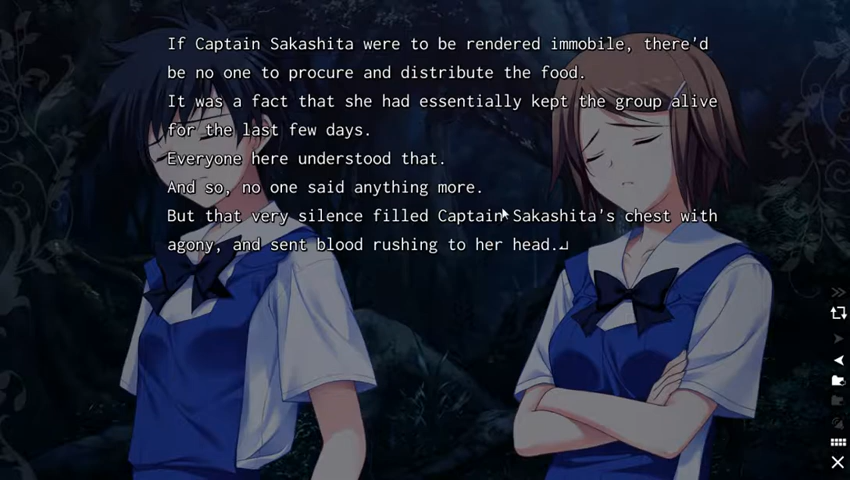 If Captain Sakashita were to be rendered immobile, there'd
be no one to procure and distribute the food.
It was a fact that she had essentially kept the group alive
for the last few days.
Everyone here understood that.
And so, no one said anything more.
But that very silence filled Captain Sakashita's chest with
agony, and sent blood rushing to her head.